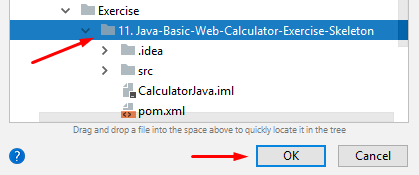 Exercise
11. Java-Basic-Web-Calculator-Exercise-Skeleton
.idea
src
CalculatorJava.iml
pom.xml
Drag and drop a file into the space above to quickly locate it in the tree
?
OK
Cancel